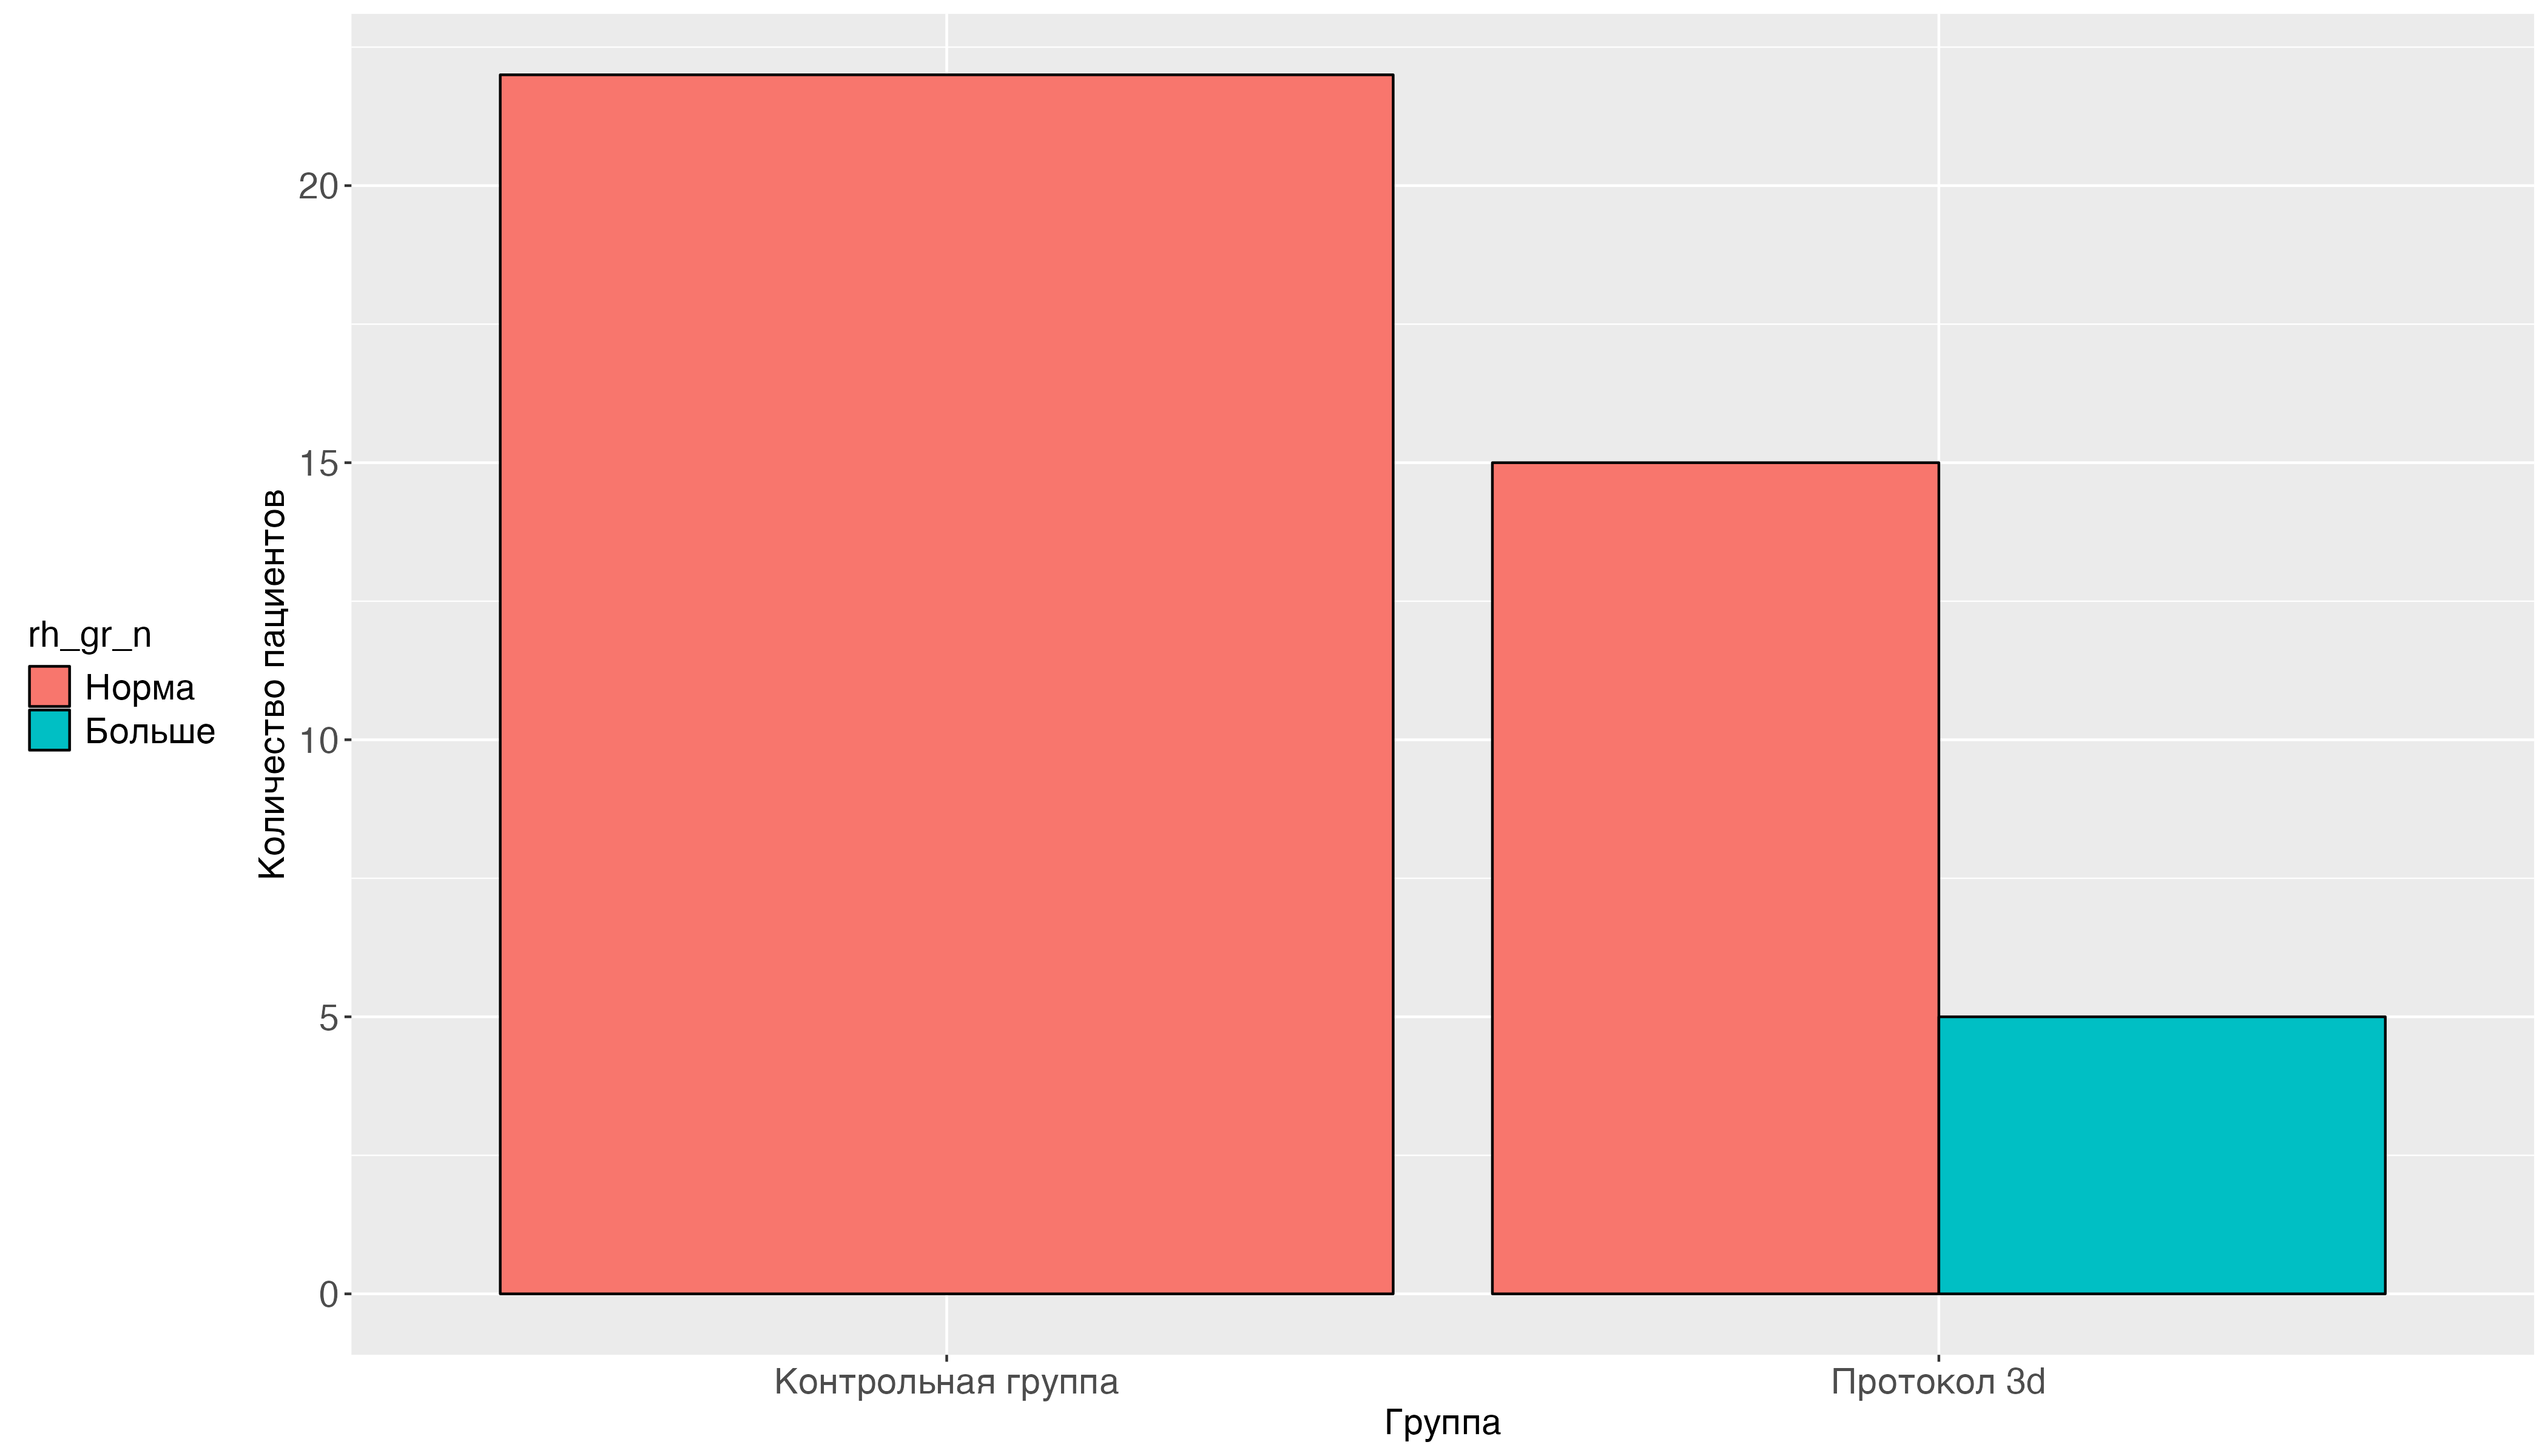 rh_gr_n
Норма
Больше
Количество пациентов
20
15
10
5
0
Контрольная группа
Протокол 3d
Группа